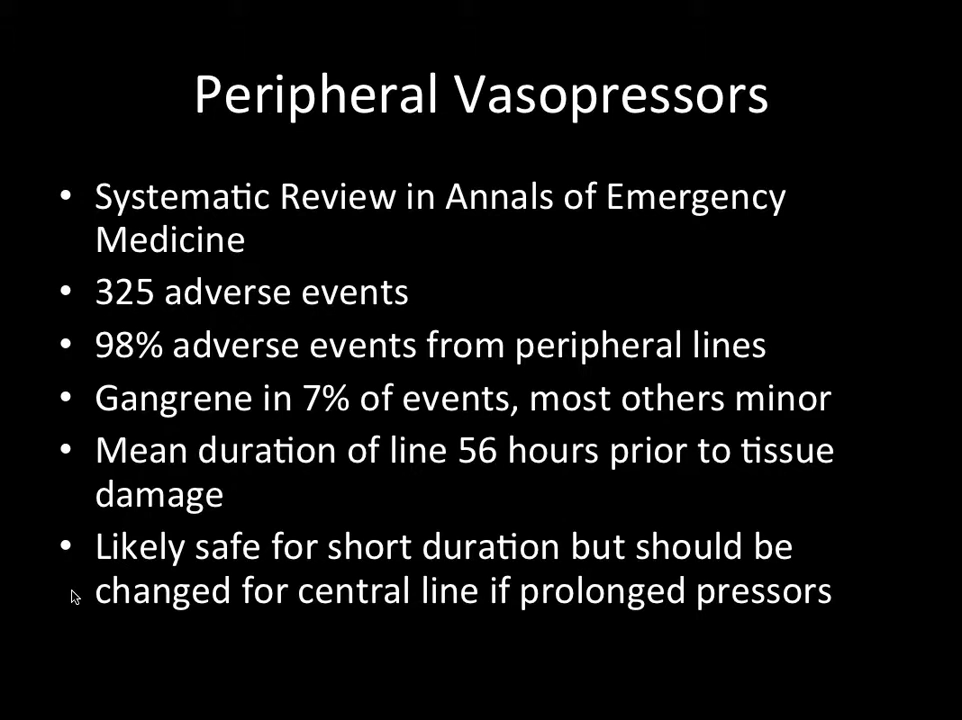 Peripheral Vasopressors
• Systematic Review in Annals of Emergency
Medicine
• 325 adverse events
• 98% adverse events from peripheral lines
• Gangrene in 7% of events, most others minor
• Mean duration of line 56 hours prior to tissue
damage
• Likely safe for short duration but should be
changed for central line if prolonged pressors